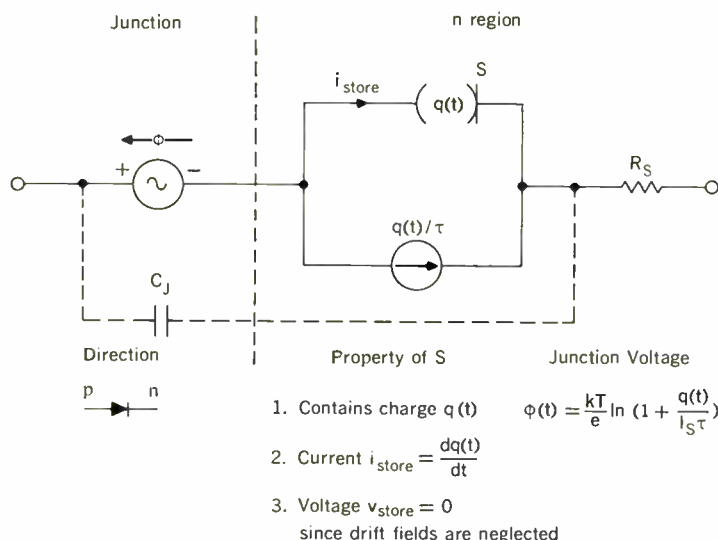 Junction
n region
i_store
q(t)
S
Φ
+
-
q(t)/τ
R_S
C_J
Direction
p n
Property of S
1. Contains charge q(t)
2. Current i_store = dq(t)/dt
3. Voltage v_store = 0
since drift fields are neglected
Junction Voltage
φ(t) = kT/e ln (1 + q(t)/I_S τ)